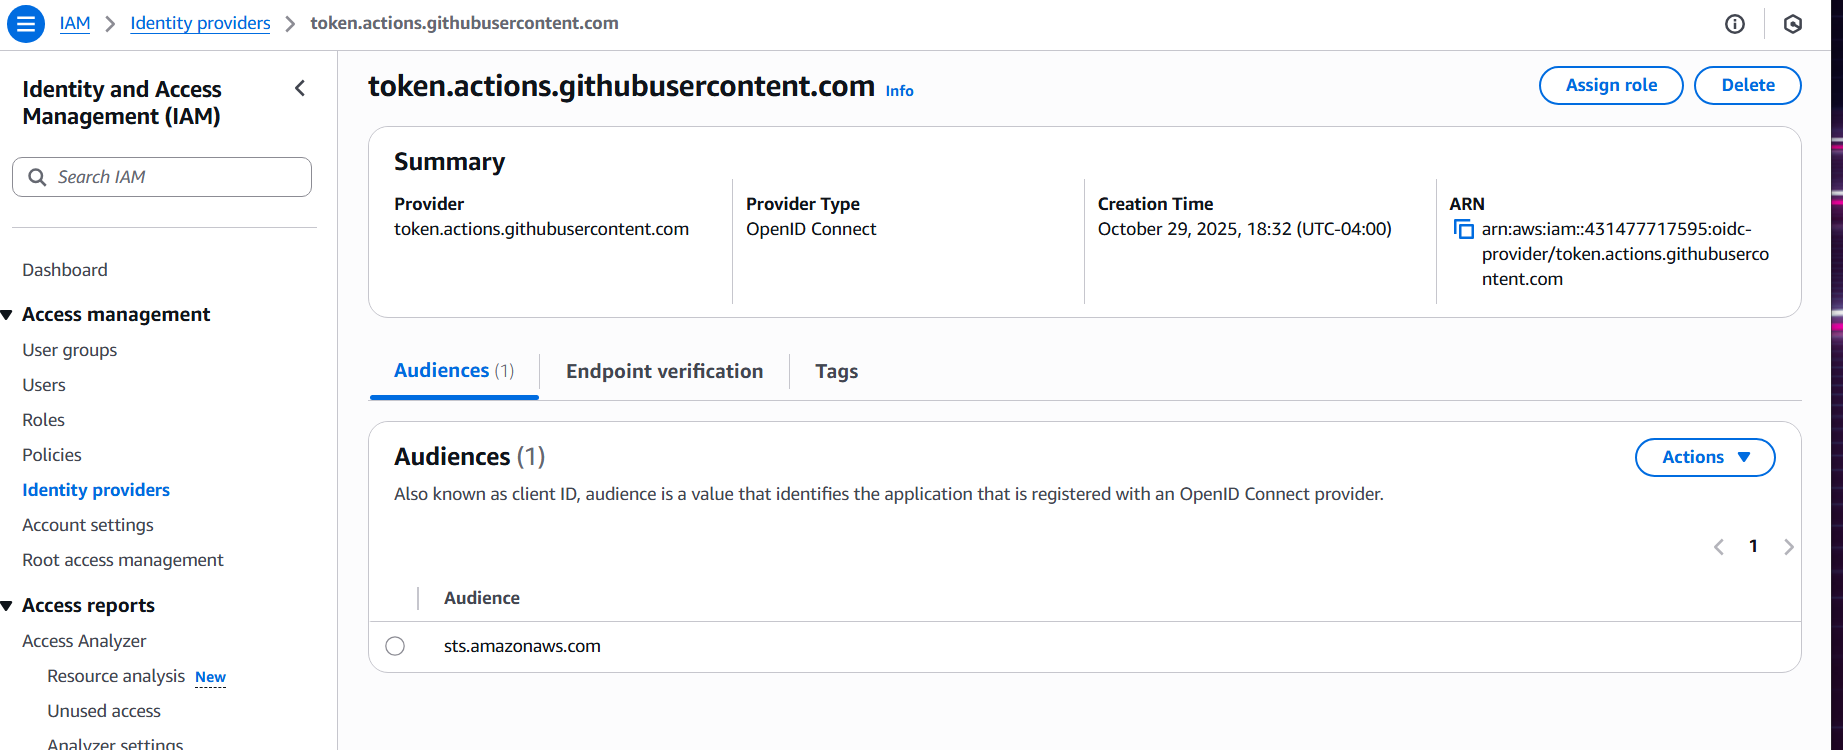 IAM > Identity providers > token.actions.githubusercontent.com
Identity and Access
Management (IAM)
Search IAM
Dashboard
Access management
User groups
Users
Roles
Policies
Identity providers
Account settings
Root access management
Access reports
Access Analyzer
Resource analysis New
Unused access
Analyzer settings
token.actions.githubusercontent.com Info
Assign role
Delete
Summary
Provider
token.actions.githubusercontent.com
Provider Type
OpenID Connect
Creation Time
October 29, 2025, 18:32 (UTC-04:00)
ARN
arn:aws:iam::431477717595:oidc-
provider/token.actions.githubuserco
ntent.com
Audiences (1)
Endpoint verification
Tags
Audiences (1)
Actions
Also known as client ID, audience is a value that identifies the application that is registered with an OpenID Connect provider.
1
Audience
sts.amazonaws.com